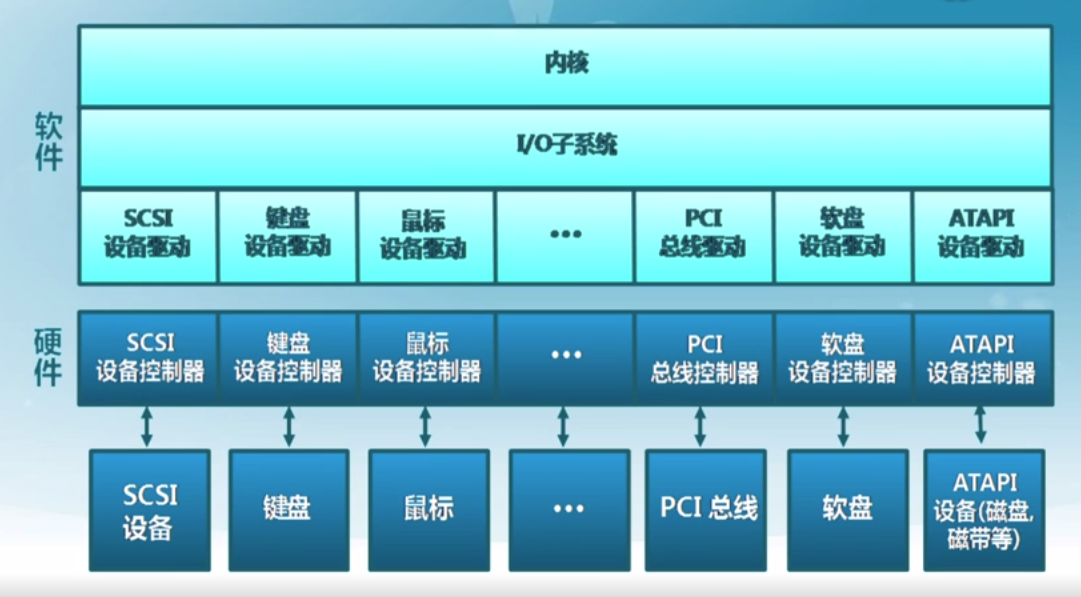 内核
软件
I/O子系统
SCSI
设备驱动
键盘
设备驱动
鼠标
设备驱动
...
PCI
总线驱动
软盘
设备驱动
ATAPI
设备驱动
硬件
SCSI
设备控制器
键盘
设备控制器
鼠标
设备控制器
...
PCI
总线控制器
软盘
设备控制器
ATAPI
设备控制器
SCSI
设备
键盘
鼠标
...
PCI 总线
软盘
ATAPI
设备(磁盘,
磁带等)